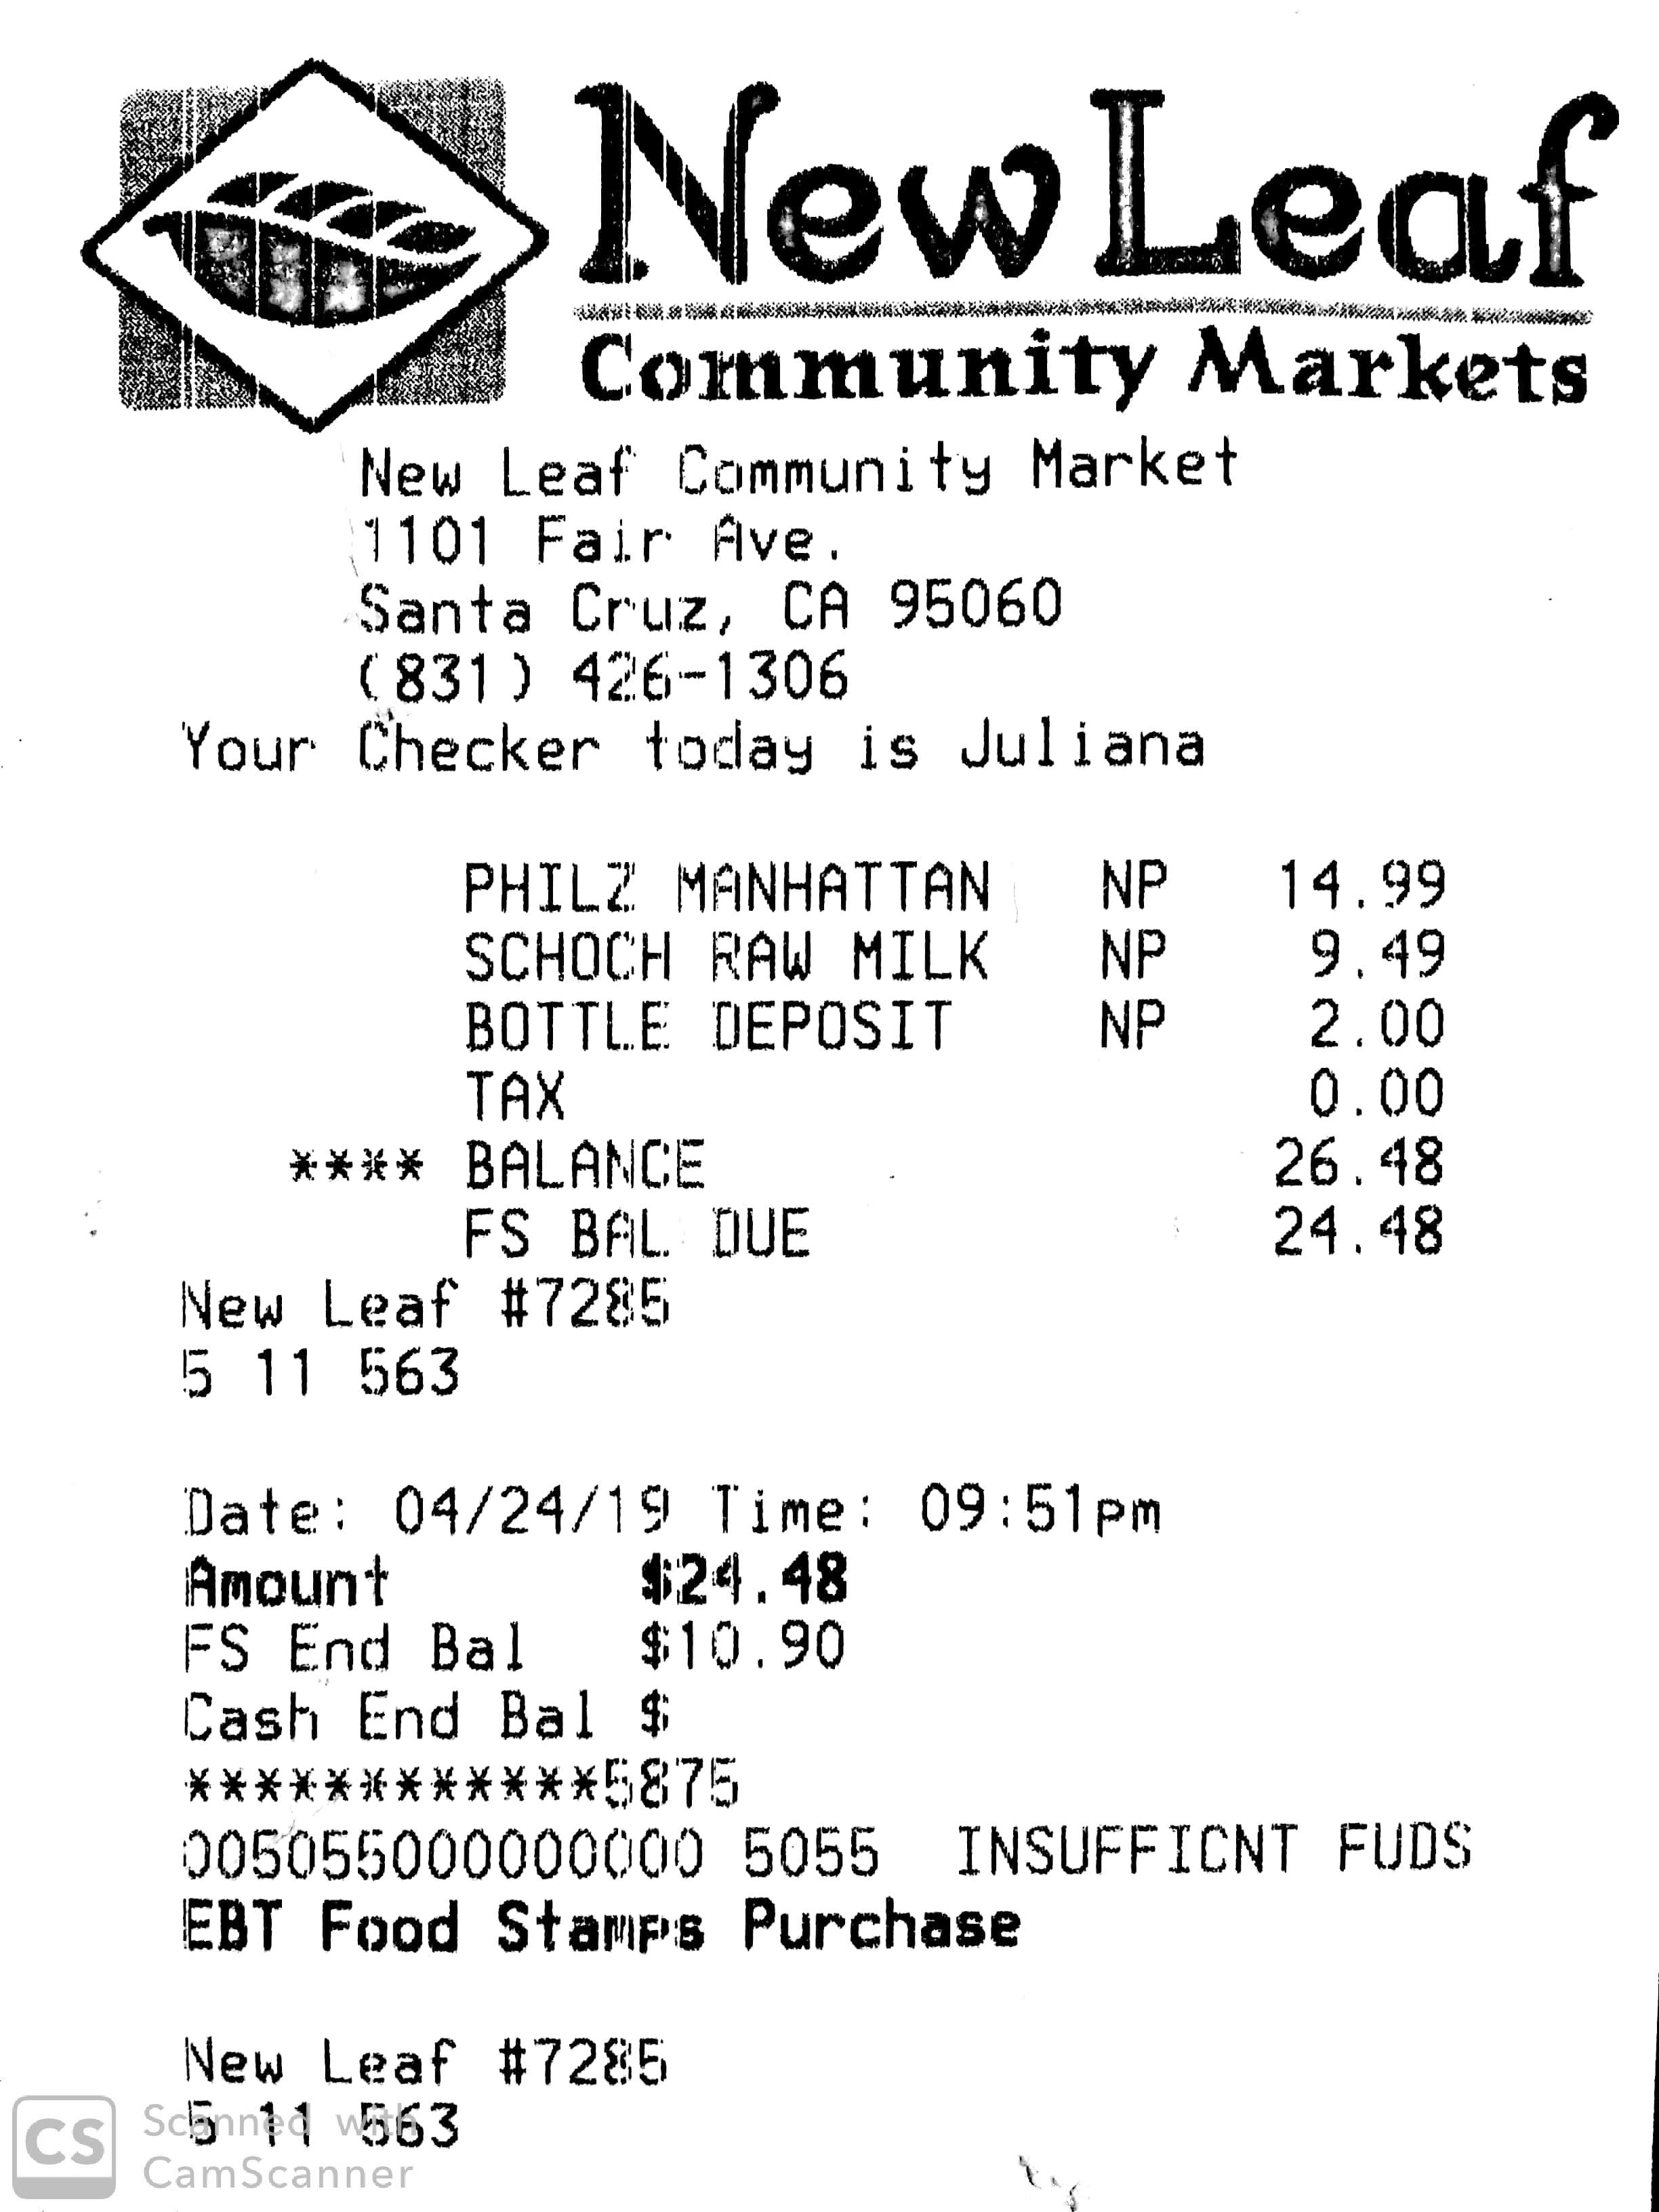 New Leaf
Community Markets
New Leaf Community Market
1101 Fair Ave.
Santa Cruz, CA 95060
(831) 426-1306
Your Checker today is Juliana
PHILZ MANHATTAN NP 14.99
SCHOCH RAW MILK NP 9.49
BOTTLE DEPOSIT NP 2.00
TAX 0.00
**** BALANCE 26.48
FS BAL DUE 24.48
New Leaf #7285
5 11 563
Date: 04/24/19 Time: 09:51pm
Amount $24.48
FS End Bal $10.90
Cash End Bal $
************5875
005055000000000 5055 INSUFFICNT FUDS
EBT Food Stamps Purchase
New Leaf #7285
5 11 563
CS Scanned with
CamScanner